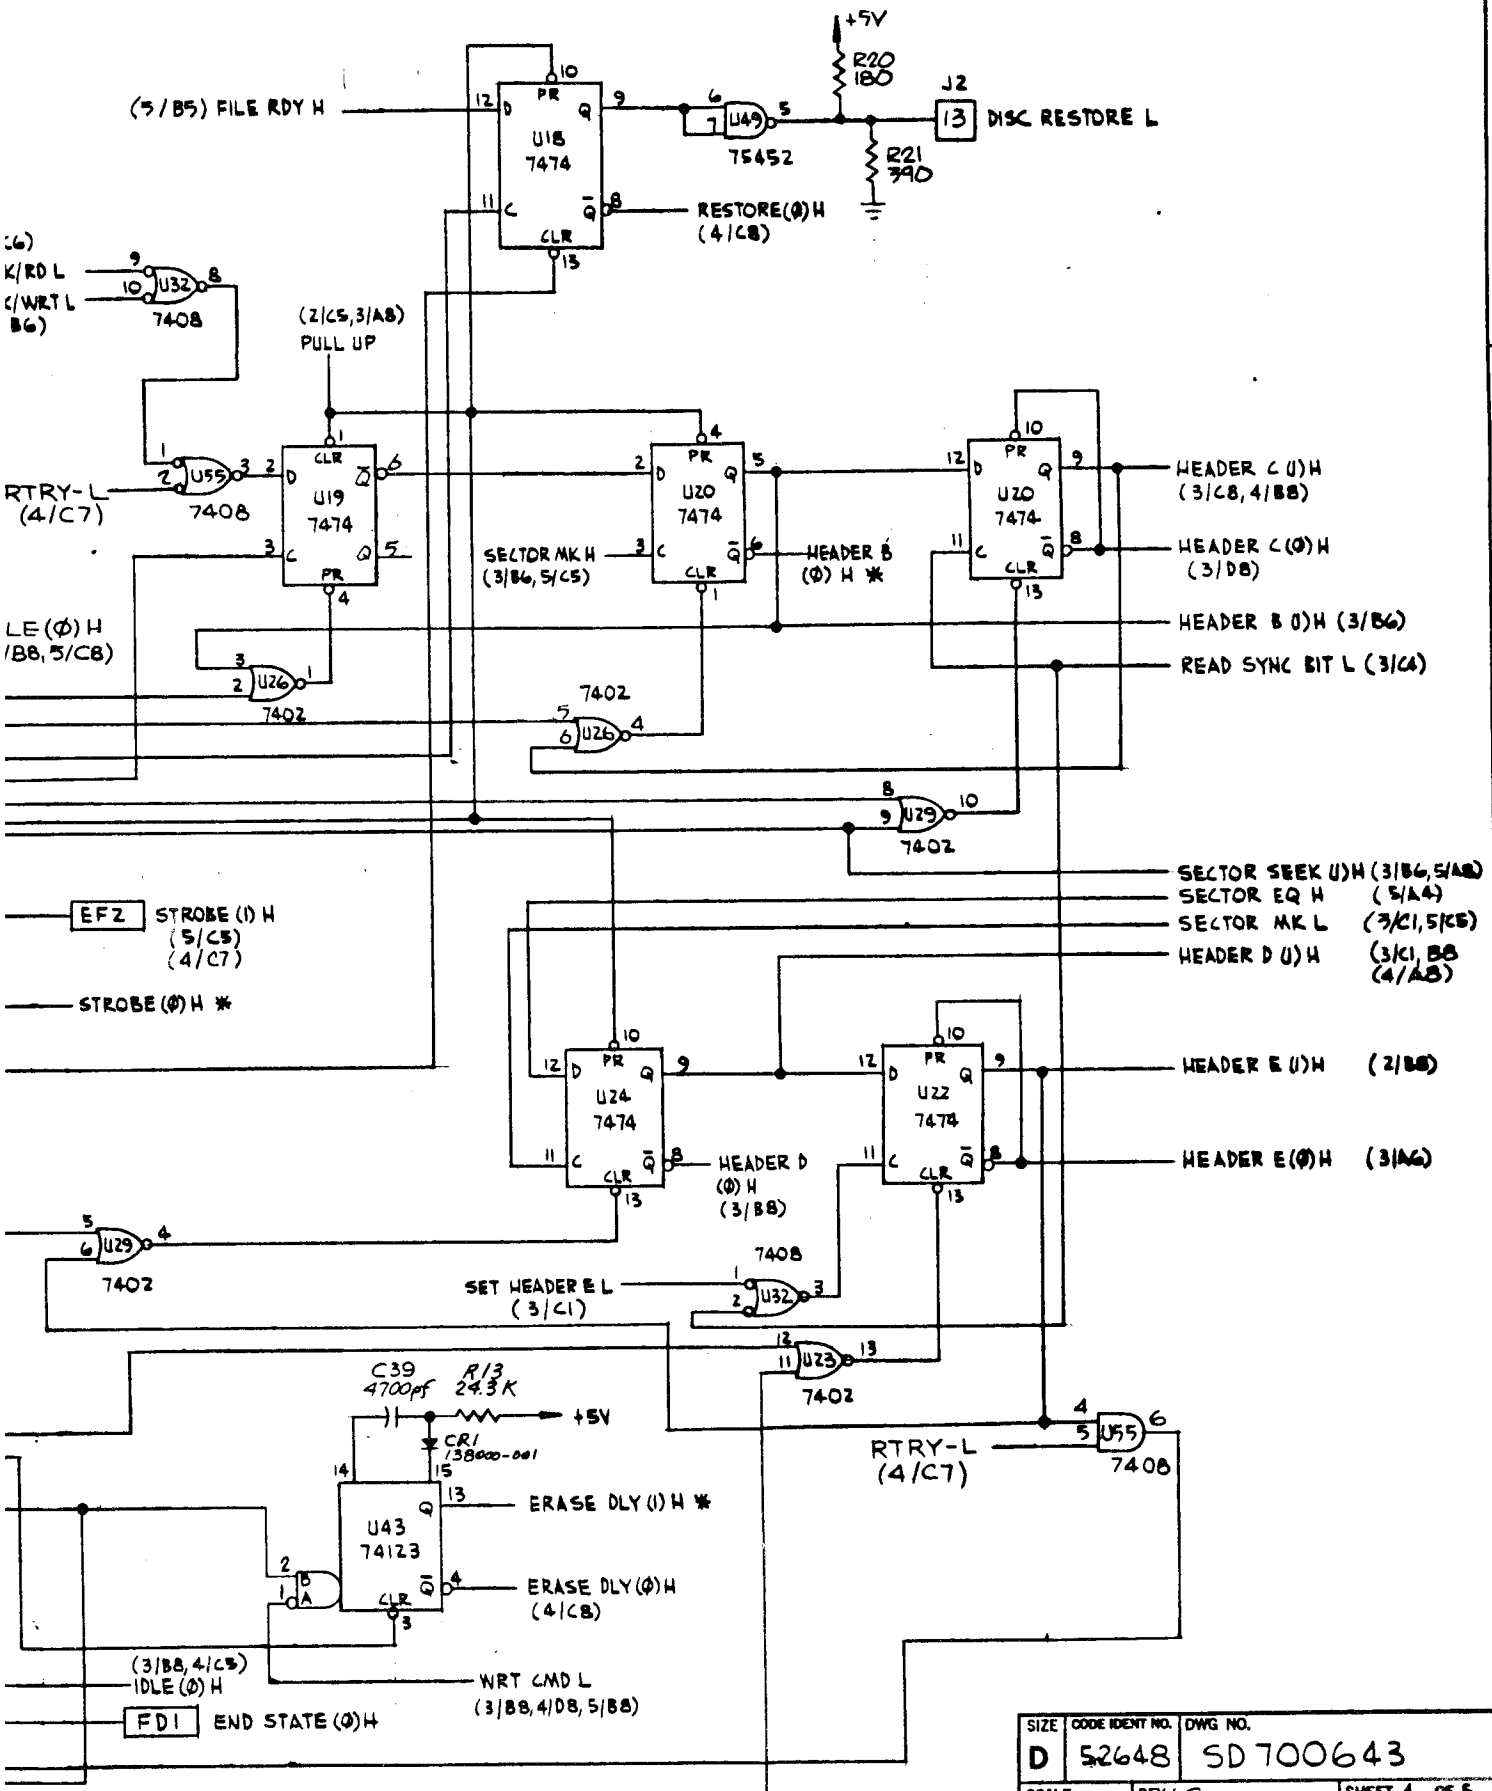 +5V
R20
180
J2
10
(5/B5) FILE RDY H
12
D
PR
Q
9
6
7
U49
5
13
DISC RESTORE L
U18
7474
75452
R21
390
11
C
Q
8
RESTORE(Ø)H
(4/C8)
CLR
13
C6)
K/RD L
9
10
U32
8
/WRT L
B6)
7408
(2/C5,3/A8)
PULL UP
1
2
U55
3
2
RTRY-L
(4/C7)
7408
1
CLR
D
Q
6
U19
7474
3
C
Q
5
PR
4
4
PR
2
D
Q
5
U20
7474
SECTOR MK H
(3/B6,5/C5)
3
C
Q
6
HEADER B
(Ø) H *
CLR
1
10
PR
12
D
Q
9
HEADER C (1)H
(3/C8,4/B8)
U20
7474
11
C
Q
8
HEADER C(Ø)H
(3/D8)
CLR
13
LE(Ø)H
/B8,5/C8)
HEADER B (1)H (3/B6)
READ SYNC BIT L (3/C4)
3
2
U26
1
7402
7402
5
6
U26
4
8
9
U29
10
7402
SECTOR SEEK (1)H (3/B6,5/A8)
SECTOR EQ H (5/A4)
SECTOR MK L (3/C1,5/C5)
HEADER D (1)H (3/C1, B8
(4/A8)
EF2
STROBE(1)H
(5/C5)
(4/C7)
STROBE(Ø)H *
10
PR
12
D
Q
9
U24
7474
11
C
Q
8
HEADER D
(Ø) H
(3/B8)
CLR
13
10
PR
12
D
Q
9
HEADER E (1)H (2/B8)
U22
7474
11
C
Q
8
HEADER E(Ø)H (3/A6)
CLR
13
5
6
U29
4
7402
7408
SET HEADER E L
(3/C1)
1
2
U32
3
12
11
U23
13
7402
C39
4700pf
R13
24.3K
+5V
CR1
138000-001
14
15
RTRY-L
(4/C7)
4
5
U55
6
7408
Q
13
ERASE DLY(1)H *
U43
74123
2
B
1
A
Q
4
ERASE DLY(Ø)H
(4/C8)
CLR
3
(3/B8,4/C5)
IDLE(Ø)H
WRT CMD L
(3/B8,4/D8,5/B8)
FD1
END STATE(Ø)H
SIZE
D
CODE IDENT NO.
52648
DWG NO.
SD700643
SHEET 4 OF 5